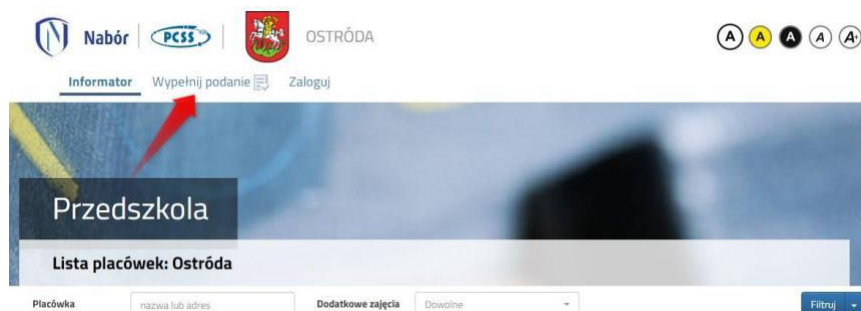 Nabór PCSS OSTRÓDA A A A A A+
Informator Wypełnij podanie Zaloguj
Przedszkola
Lista placówek: Ostróda
Placówka nazwa lub adres Dodatkowe zajęcia Dowolne Filtruj